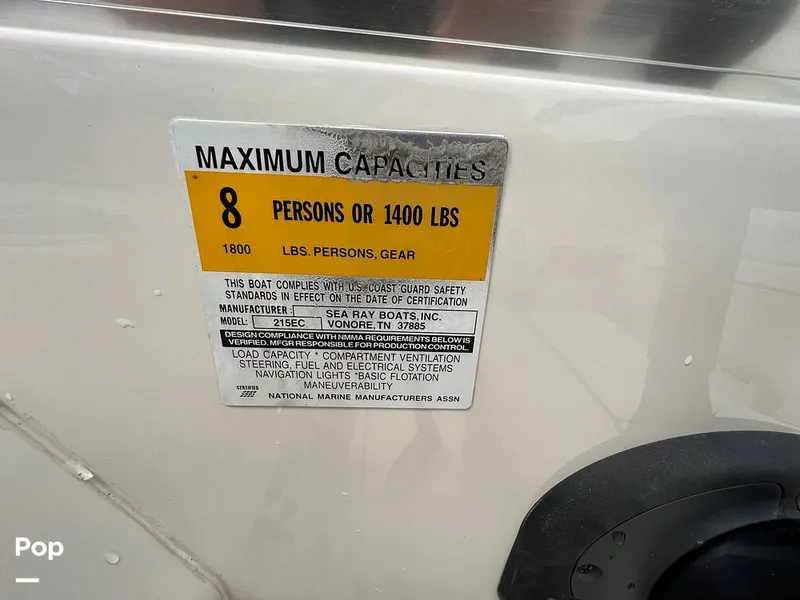 MAXIMUM CAPACITIES
8 PERSONS OR 1400 LBS
1800 LBS. PERSONS, GEAR
THIS BOAT COMPLIES WITH U.S. COAST GUARD SAFETY
STANDARDS IN EFFECT ON THE DATE OF CERTIFICATION
MANUFACTURER: SEA RAY BOATS, INC.
MODEL: 215EC VONORE, TN 37885
DESIGN COMPLIANCE WITH NMMA REQUIREMENTS BELOW IS
VERIFIED. MFGR RESPONSIBLE FOR PRODUCTION CONTROL.
LOAD CAPACITY * COMPARTMENT VENTILATION
STEERING, FUEL AND ELECTRICAL SYSTEMS
NAVIGATION LIGHTS *BASIC FLOTATION
MANEUVERABILITY
CERTIFIED
NATIONAL MARINE MANUFACTURERS ASSN
Pop